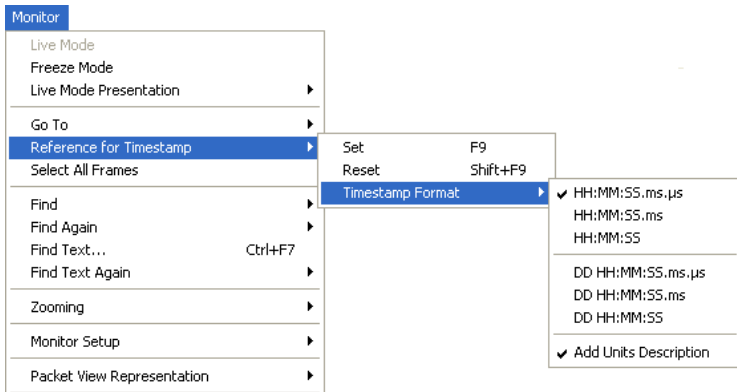 Monitor
Live Mode
Freeze Mode
Live Mode Presentation
Go To
Reference for Timestamp
Select All Frames
Find
Find Again
Find Text... Ctrl+F7
Find Text Again
Zooming
Monitor Setup
Packet View Representation
Set F9
Reset Shift+F9
Timestamp Format
HH:MM:SS.ms.µs
HH:MM:SS.ms
HH:MM:SS
DD HH:MM:SS.ms.µs
DD HH:MM:SS.ms
DD HH:MM:SS
Add Units Description